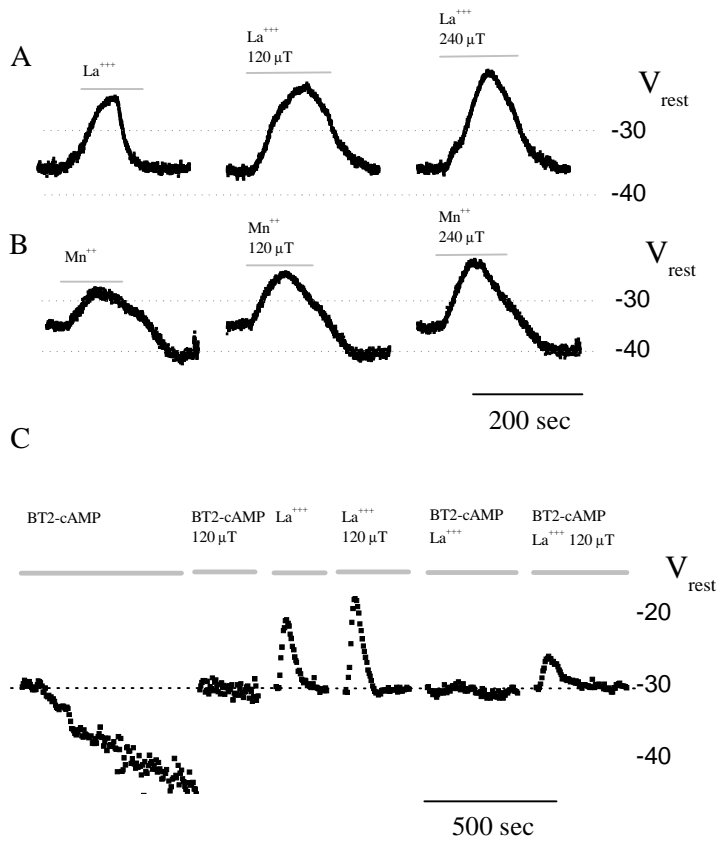 A
La+++
La+++
120 µT
La+++
240 µT
Vrest
-30
-40
B
Mn++
Mn++
120 µT
Mn++
240 µT
Vrest
-30
-40
200 sec
C
BT2-cAMP
BT2-cAMP
120 µT
La+++
La+++
120 µT
BT2-cAMP
La+++
BT2-cAMP
La+++ 120 µT
Vrest
-20
-30
-40
500 sec